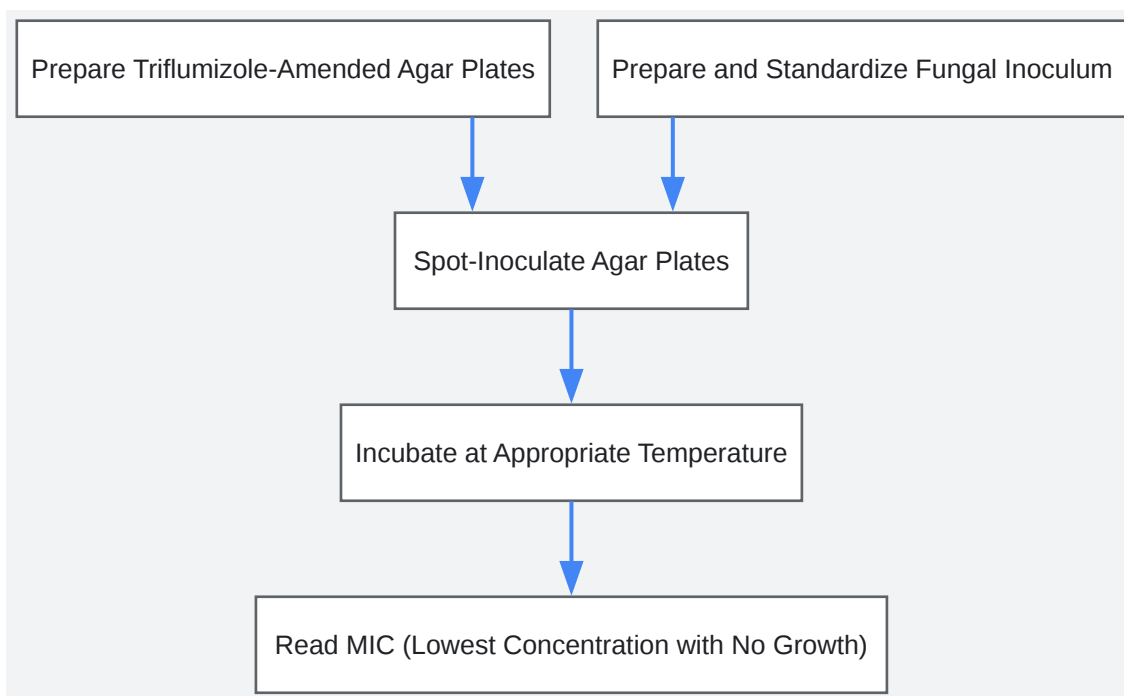 Prepare Triflumizole-Amended Agar Plates
Prepare and Standardize Fungal Inoculum
Spot-Inoculate Agar Plates
Incubate at Appropriate Temperature
Read MIC (Lowest Concentration with No Growth)